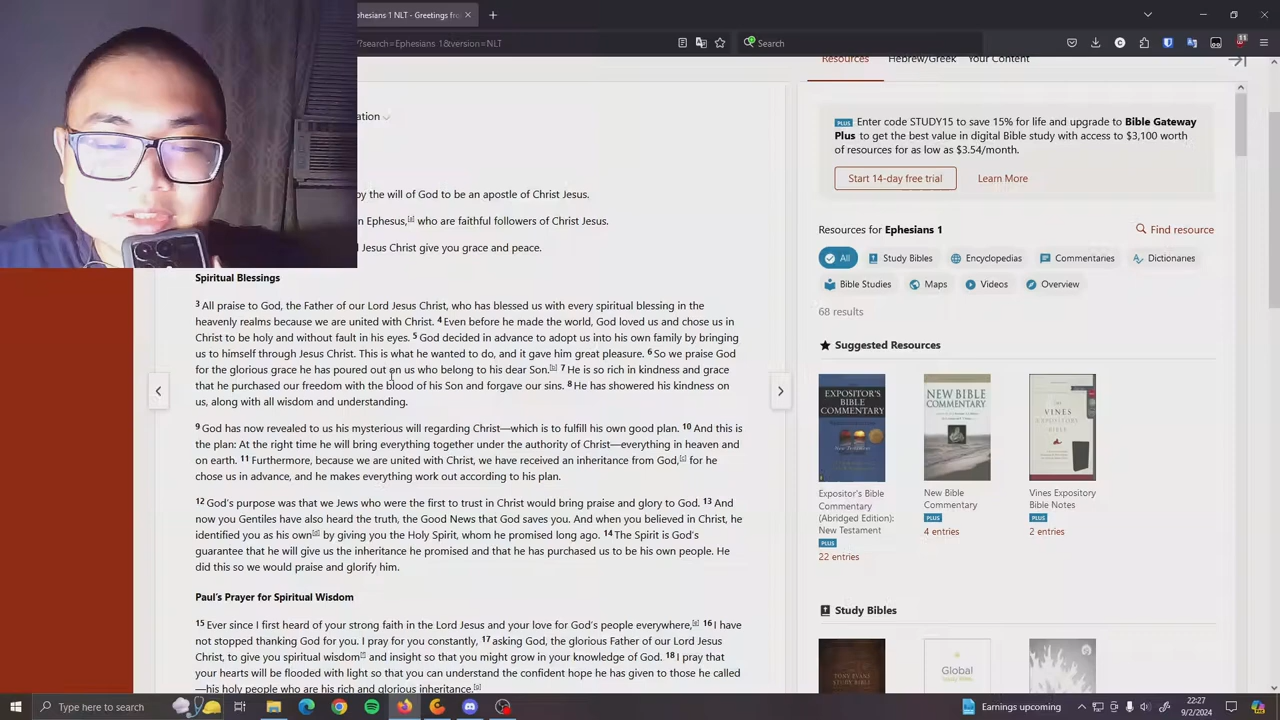 phesians 1 NLT - Greetings fr
?search=Ephesians 1&version=NLT
Search
Resources
Hebrew/Greek
Your Content
ation
by the will of God to be an apostle of Christ Jesus.
n Ephesus,[a] who are faithful followers of Christ Jesus.
Jesus Christ give you grace and peace.
Spiritual Blessings
3 All praise to God, the Father of our Lord Jesus Christ, who has blessed us with every spiritual blessing in the
heavenly realms because we are united with Christ. 4 Even before he made the world, God loved us and chose us in
Christ to be holy and without fault in his eyes. 5 God decided in advance to adopt us into his own family by bringing
us to himself through Jesus Christ. This is what he wanted to do, and it gave him great pleasure. 6 So we praise God
for the glorious grace he has poured out on us who belong to his dear Son.[b] 7 He is so rich in kindness and grace
that he purchased our freedom with the blood of his Son and forgave our sins. 8 He has showered his kindness on
us, along with all wisdom and understanding.
9 God has now revealed to us his mysterious will regarding Christ—which is to fulfill his own good plan. 10 And this is
the plan: At the right time he will bring everything together under the authority of Christ—everything in heaven and
on earth. 11 Furthermore, because we are united with Christ, we have received an inheritance from God,[c] for he
chose us in advance, and he makes everything work out according to his plan.
12 God's purpose was that we Jews who were the first to trust in Christ would bring praise and glory to God. 13 And
now you Gentiles have also heard the truth, the Good News that God saves you. And when you believed in Christ, he
identified you as his own[d] by giving you the Holy Spirit, whom he promised long ago. 14 The Spirit is God's
guarantee that he will give us the inheritance he promised and that he has purchased us to be his own people. He
did this so we would praise and glorify him.
Paul's Prayer for Spiritual Wisdom
15 Ever since I first heard of your strong faith in the Lord Jesus and your love for God's people everywhere,[e] 16 I have
not stopped thanking God for you. I pray for you constantly, 17 asking God, the glorious Father of our Lord Jesus
Christ, to give you spiritual wisdom[f] and insight so that you might grow in your knowledge of God. 18 I pray that
your hearts will be flooded with light so that you can understand the confident hope he has given to those he called
—his holy people who are his rich and glorious inheritance.[g]
PLUS Enter code STUDY15 to save 15% for life and upgrade to Bible Gateway
Plus to get the best value in digital Bible study with access to $3,100 worth
of resources for as low as $3.54/month.
Start 14-day free trial
Learn More
Resources for Ephesians 1
Find resource
All
Study Bibles
Encyclopedias
Commentaries
Dictionaries
Bible Studies
Maps
Videos
Overview
68 results
Suggested Resources
EXPOSITOR'S
BIBLE
COMMENTARY
NEW BIBLE
COMMENTARY
VINES
EXPOSITORY
BIBLE
Expositor's Bible
Commentary
(Abridged Edition):
New Testament
PLUS
22 entries
New Bible
Commentary
PLUS
4 entries
Vines Expository
Bible Notes
PLUS
2 entries
Study Bibles
TONY EVANS
STUDY BIBLE
Global
Type here to search
Earnings upcoming
22:27
9/2/2024